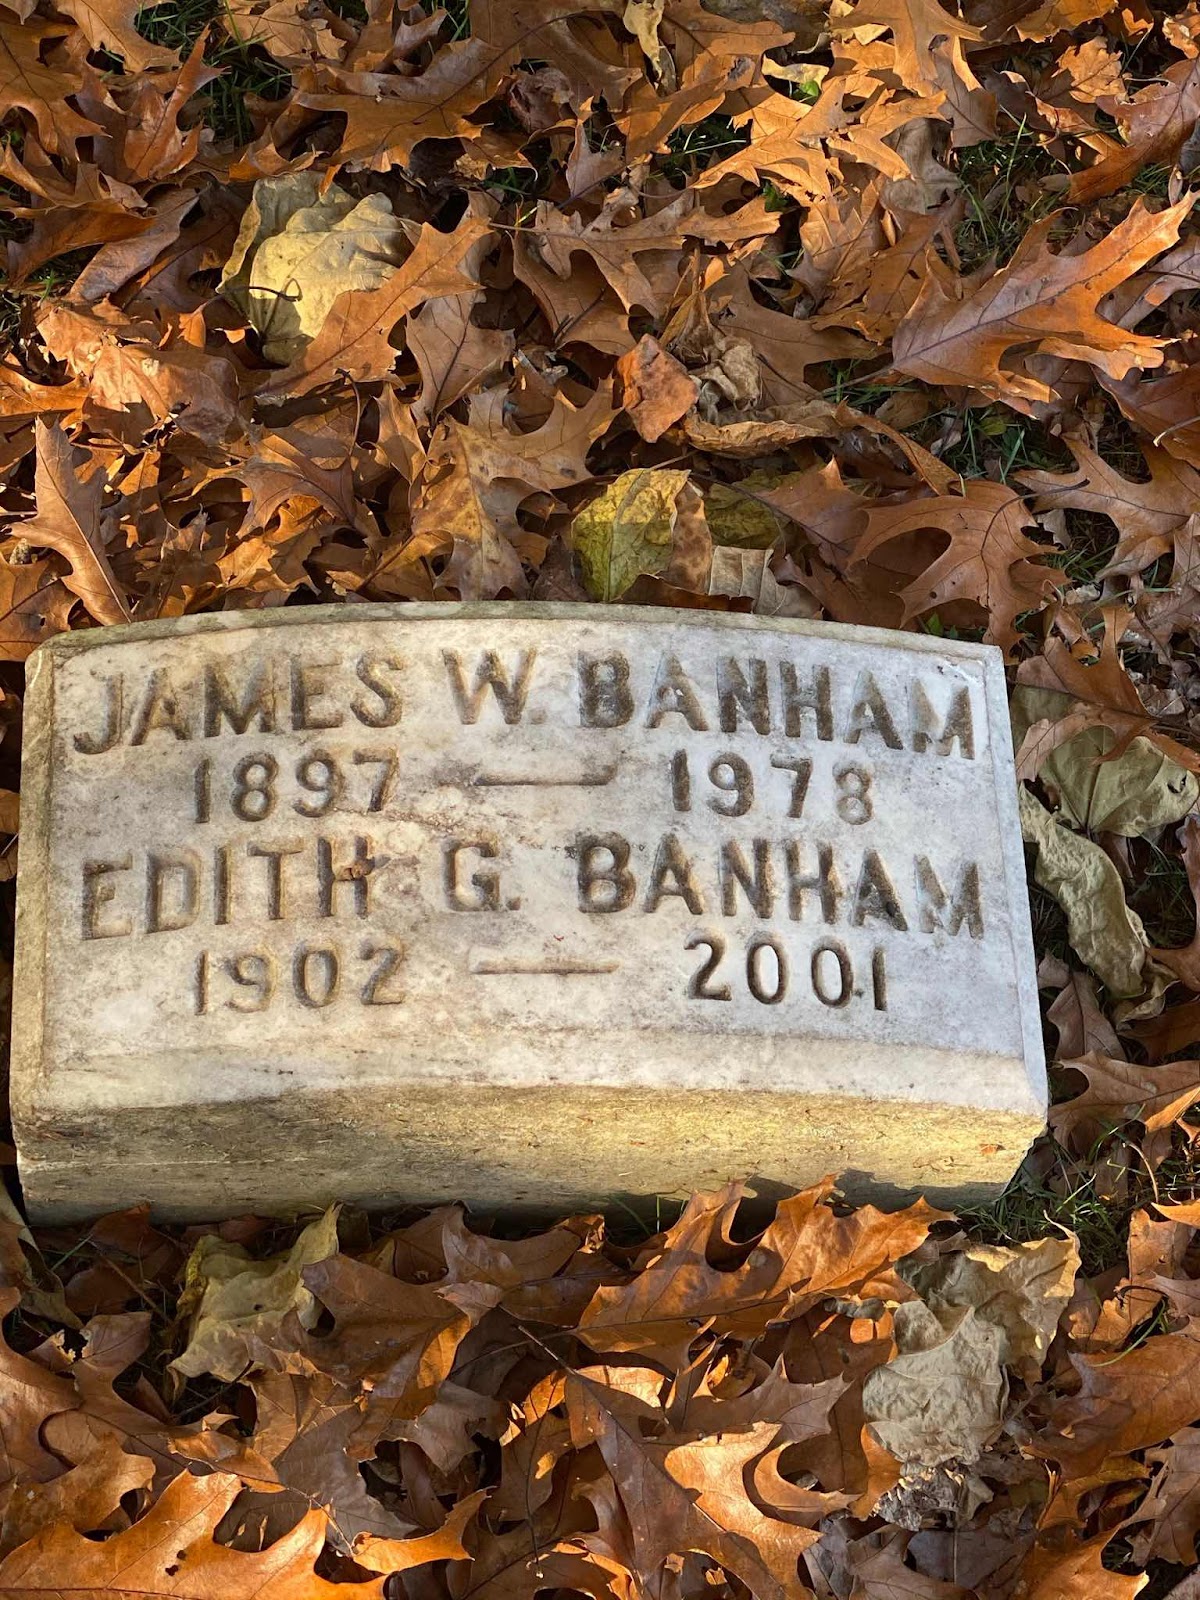 JAMES W. BANHAM
1897 — 1978
EDITH G. BANHAM
1902 — 2001